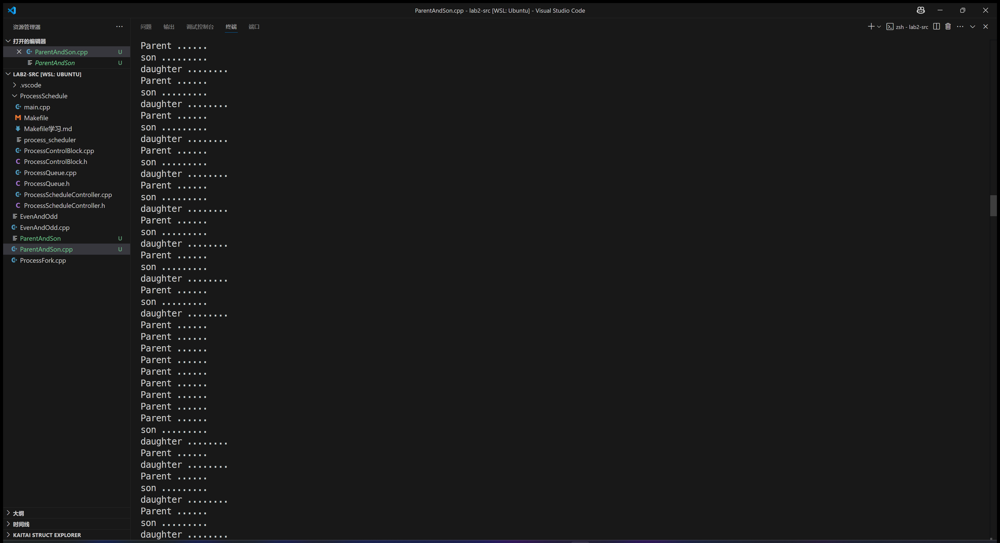 ParentAndSon.cpp - lab2-src [WSL: Ubuntu] - Visual Studio Code
资源管理器
打开的编辑器
ParentAndSon.cpp U
ParentAndSon U
LAB2-SRC [WSL: UBUNTU]
.vscode
ProcessSchedule
main.cpp
Makefile
Makefile学习.md
process_scheduler
ProcessControlBlock.cpp
ProcessControlBlock.h
ProcessQueue.cpp
ProcessQueue.h
ProcessScheduleController.cpp
ProcessScheduleController.h
EvenAndOdd
EvenAndOdd.cpp
ParentAndSon U
ParentAndSon.cpp U
ProcessFork.cpp
大纲
时间线
KAITAI STRUCT EXPLORER
问题 输出 调试控制台 终端 端口
zsh - lab2-src
Parent ......
son .........
daughter ........
Parent ......
son .........
daughter ........
Parent ......
son .........
daughter ........
Parent ......
son .........
daughter ........
Parent ......
son .........
daughter ........
Parent ......
son .........
daughter ........
Parent ......
son .........
daughter ........
Parent ......
son .........
daughter ........
Parent ......
Parent ......
Parent ......
Parent ......
Parent ......
Parent ......
Parent ......
Parent ......
Parent ......
son .........
daughter ........
Parent ......
daughter ........
Parent ......
son .........
daughter ........
Parent ......
son .........
daughter ........